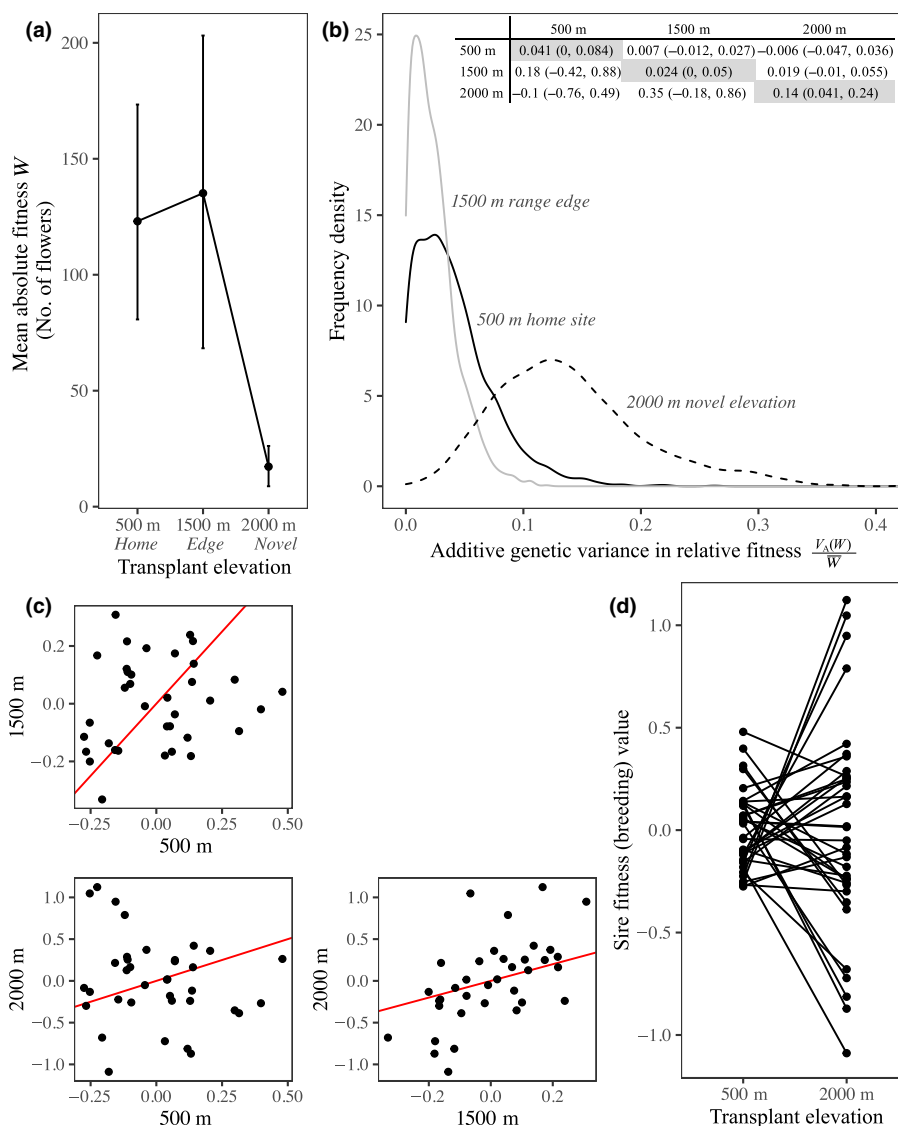 (a)
200
150
100
50
0
Mean absolute fitness W
(No. of flowers)
500 m
Home
1500 m
Edge
2000 m
Novel
Transplant elevation
(b)
500 m 1500 m 2000 m
500 m 0.041 (0, 0.084) 0.007 (−0.012, 0.027) −0.006 (−0.047, 0.036)
1500 m 0.18 (−0.42, 0.88) 0.024 (0, 0.05) 0.019 (−0.01, 0.055)
2000 m −0.1 (−0.76, 0.49) 0.35 (−0.18, 0.86) 0.14 (0.041, 0.24)
25
20
15
10
5
0
Frequency density
1500 m range edge
500 m home site
2000 m novel elevation
0.0 0.1 0.2 0.3 0.4
Additive genetic variance in relative fitness V_A(W)/W̅
(c)
0.2
0.0
−0.2
1500 m
−0.25 0.00 0.25 0.50
500 m
1.0
0.5
0.0
−0.5
−1.0
2000 m
−0.25 0.00 0.25 0.50
500 m
1.0
0.5
0.0
−0.5
−1.0
2000 m
−0.2 0.0 0.2
1500 m
(d)
1.0
0.5
0.0
−0.5
−1.0
Sire fitness (breeding) value
500 m 2000 m
Transplant elevation